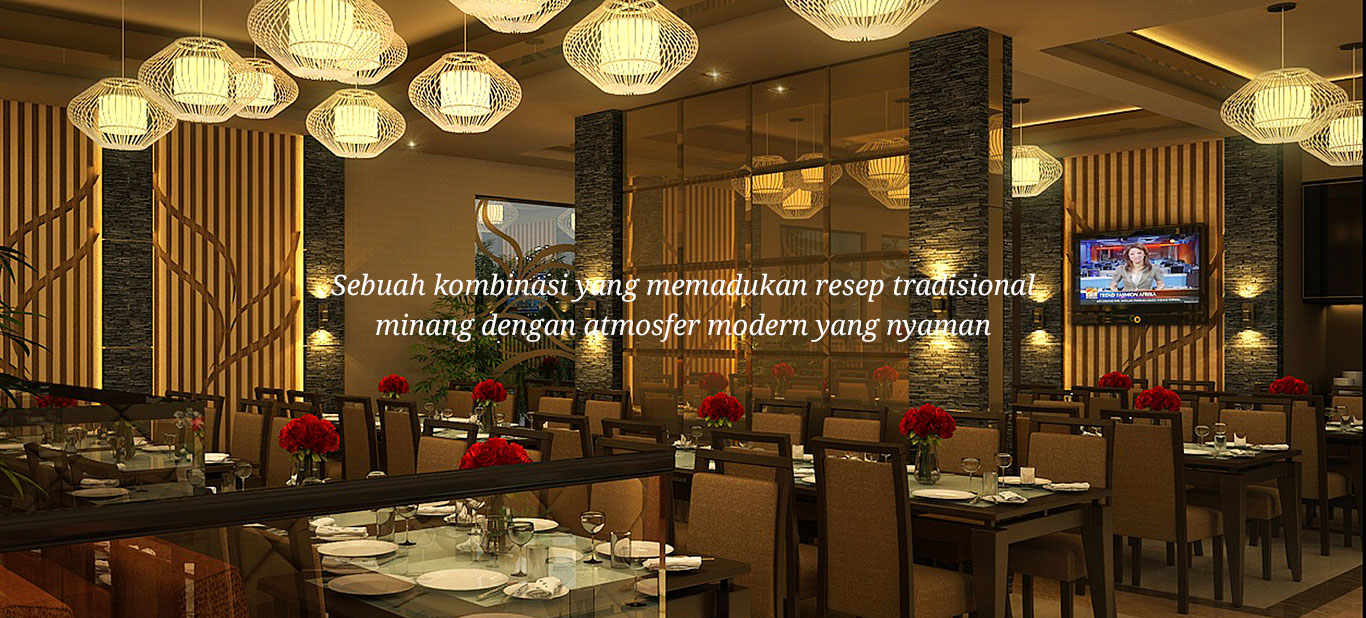 Sebuah kombinasi yang memadukan resep tradisional
minang dengan atmosfer modern yang nyaman
TREND FASHION AFRIKA